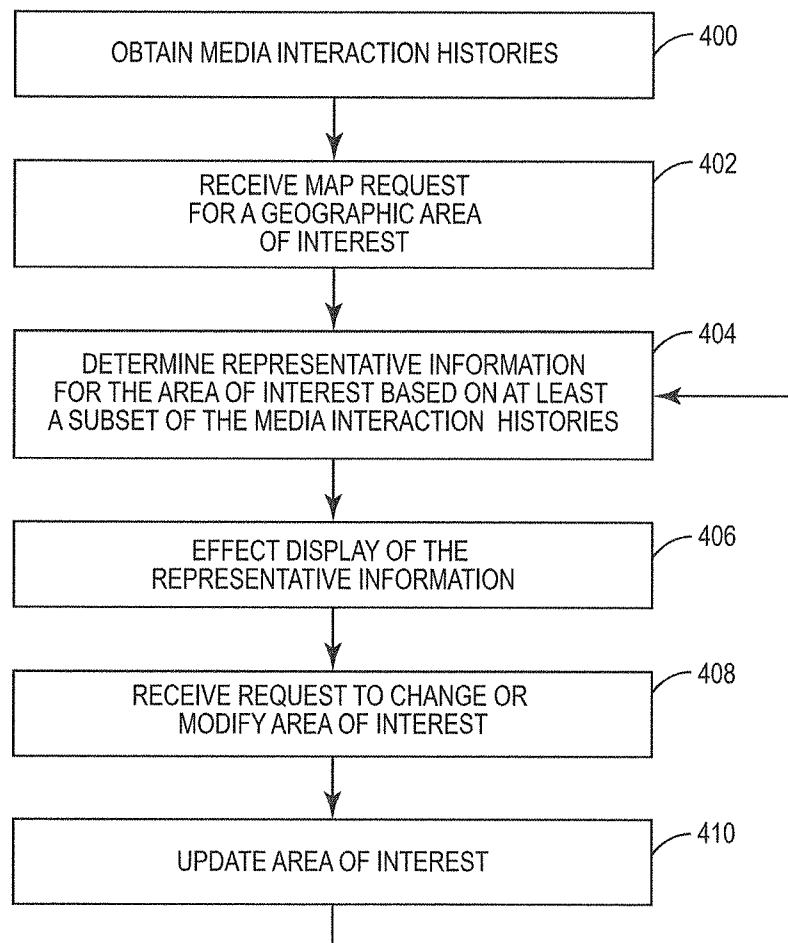 OBTAIN MEDIA INTERACTION HISTORIES
400
RECEIVE MAP REQUEST
FOR A GEOGRAPHIC AREA
OF INTEREST
402
DETERMINE REPRESENTATIVE INFORMATION
FOR THE AREA OF INTEREST BASED ON AT LEAST
A SUBSET OF THE MEDIA INTERACTION HISTORIES
404
EFFECT DISPLAY OF THE
REPRESENTATIVE INFORMATION
406
RECEIVE REQUEST TO CHANGE OR
MODIFY AREA OF INTEREST
408
UPDATE AREA OF INTEREST
410